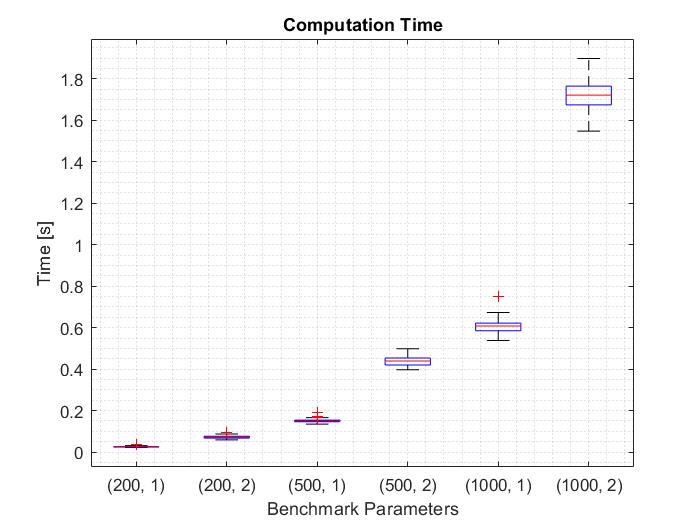 Computation Time
1.8
1.6
1.4
1.2
1
0.8
0.6
0.4
0.2
0
Time [s]
(200, 1) (200, 2) (500, 1) (500, 2) (1000, 1) (1000, 2)
Benchmark Parameters